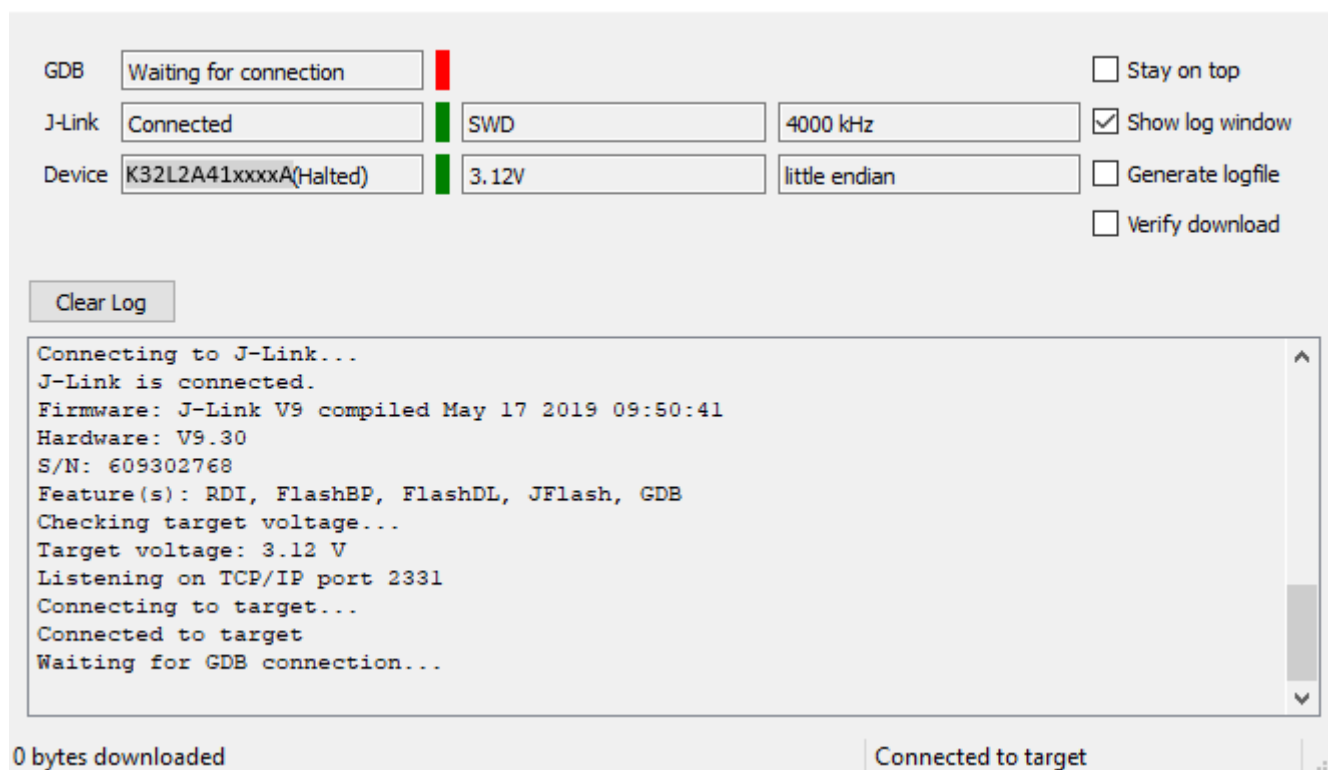 GDB Waiting for connection Stay on top
J-Link Connected SWD 4000 kHz Show log window
Device K32L2A41xxxxA(Halted) 3.12V little endian Generate logfile
Verify download
Clear Log
Connecting to J-Link...
J-Link is connected.
Firmware: J-Link V9 compiled May 17 2019 09:50:41
Hardware: V9.30
S/N: 609302768
Feature(s): RDI, FlashBP, FlashDL, JFlash, GDB
Checking target voltage...
Target voltage: 3.12 V
Listening on TCP/IP port 2331
Connecting to target...
Connected to target
Waiting for GDB connection...
0 bytes downloaded Connected to target